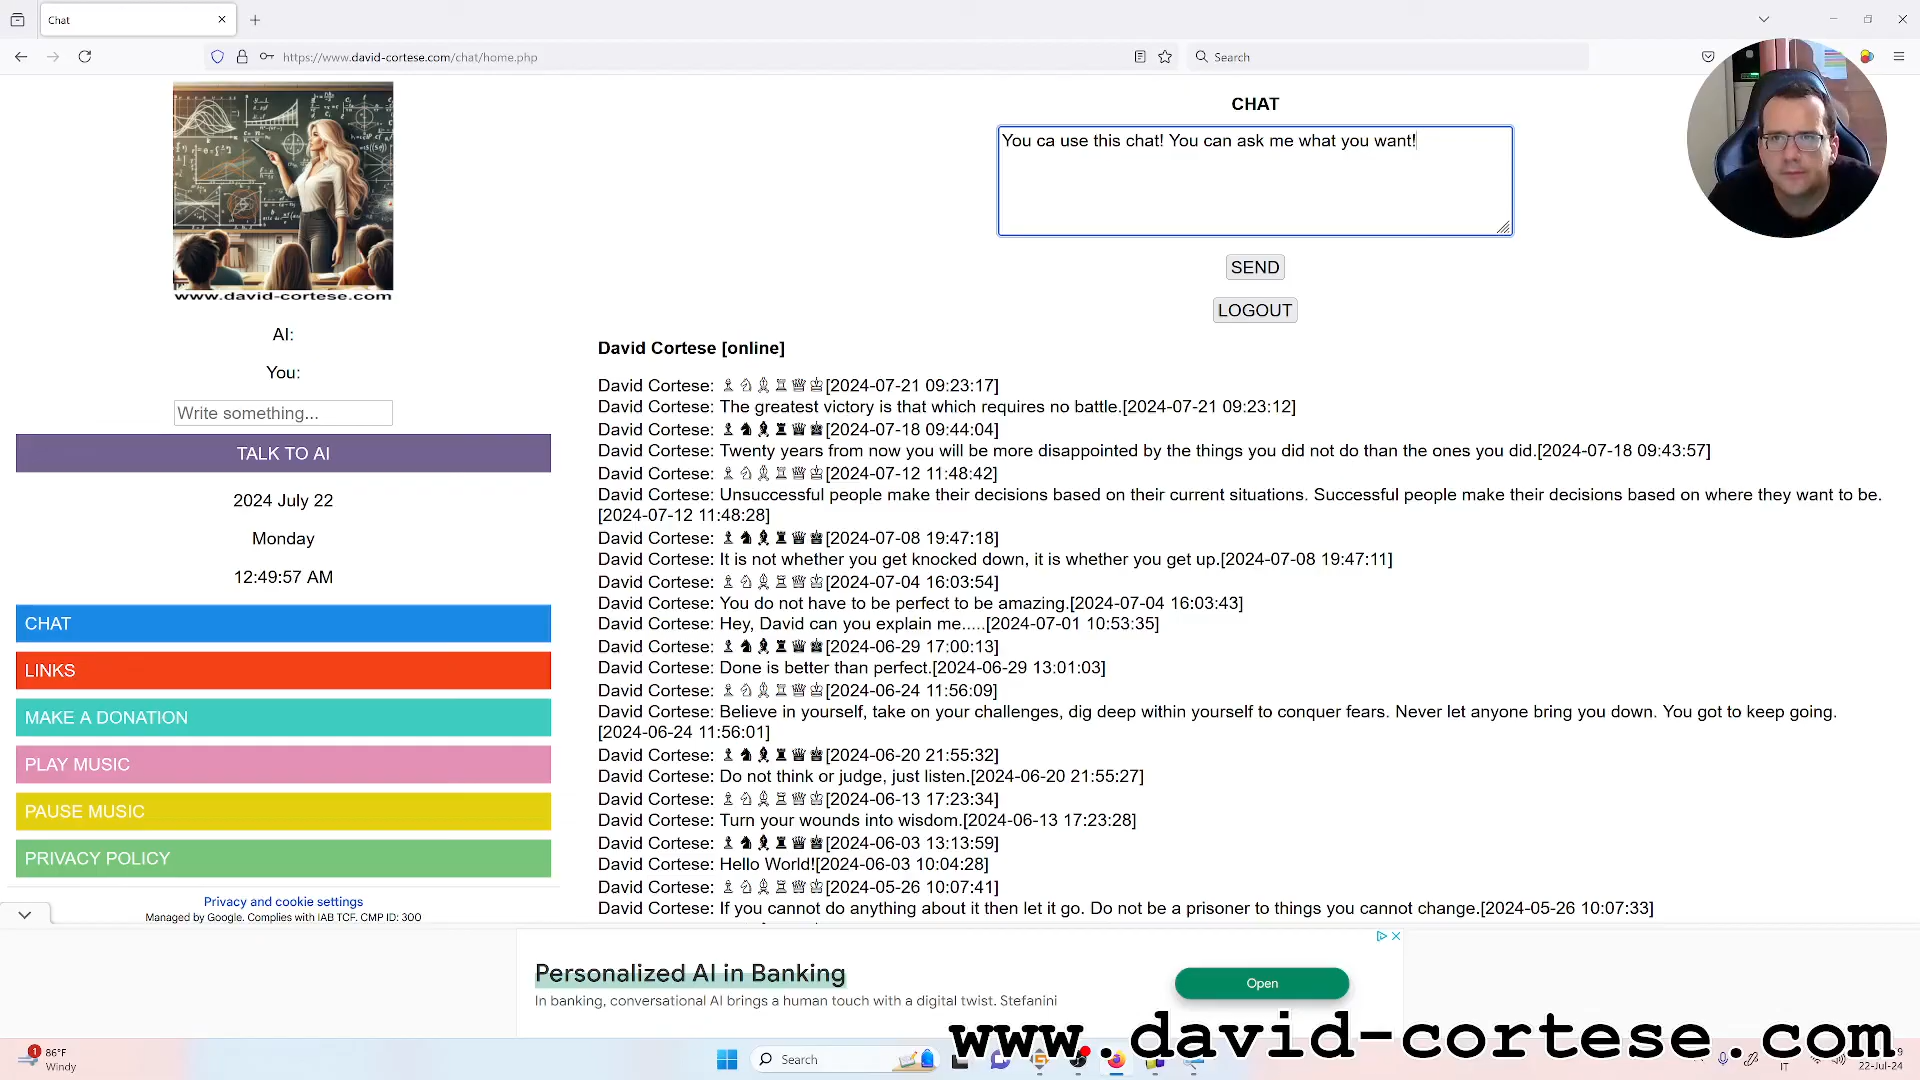 Chat
https://www.david-cortese.com/chat/home.php
Search
www.david-cortese.com
AI:
You:
Write something...
TALK TO AI
2024 July 22
Monday
12:49:57 AM
CHAT
LINKS
MAKE A DONATION
PLAY MUSIC
PAUSE MUSIC
PRIVACY POLICY
Privacy and cookie settings
Managed by Google. Complies with IAB TCF. CMP ID: 300
CHAT
You ca use this chat! You can ask me what you want!
SEND
LOGOUT
David Cortese [online]
David Cortese: ♗♘♗♖♕♔[2024-07-21 09:23:17]
David Cortese: The greatest victory is that which requires no battle.[2024-07-21 09:23:12]
David Cortese: ♗♞♝♜♛♚[2024-07-18 09:44:04]
David Cortese: Twenty years from now you will be more disappointed by the things you did not do than the ones you did.[2024-07-18 09:43:57]
David Cortese: ♗♘♗♖♕♔[2024-07-12 11:48:42]
David Cortese: Unsuccessful people make their decisions based on their current situations. Successful people make their decisions based on where they want to be.
[2024-07-12 11:48:28]
David Cortese: ♗♞♝♜♛♚[2024-07-08 19:47:18]
David Cortese: It is not whether you get knocked down, it is whether you get up.[2024-07-08 19:47:11]
David Cortese: ♗♘♗♖♕♔[2024-07-04 16:03:54]
David Cortese: You do not have to be perfect to be amazing.[2024-07-04 16:03:43]
David Cortese: Hey, David can you explain me.....[2024-07-01 10:53:35]
David Cortese: ♗♞♝♜♛♚[2024-06-29 17:00:13]
David Cortese: Done is better than perfect.[2024-06-29 13:01:03]
David Cortese: ♗♘♗♖♕♔[2024-06-24 11:56:09]
David Cortese: Believe in yourself, take on your challenges, dig deep within yourself to conquer fears. Never let anyone bring you down. You got to keep going.
[2024-06-24 11:56:01]
David Cortese: ♗♞♝♜♛♚[2024-06-20 21:55:32]
David Cortese: Do not think or judge, just listen.[2024-06-20 21:55:27]
David Cortese: ♗♘♗♖♕♔[2024-06-13 17:23:34]
David Cortese: Turn your wounds into wisdom.[2024-06-13 17:23:28]
David Cortese: ♗♞♝♜♛♚[2024-06-03 13:13:59]
David Cortese: Hello World![2024-06-03 10:04:28]
David Cortese: ♗♘♗♖♕♔[2024-05-26 10:07:41]
David Cortese: If you cannot do anything about it then let it go. Do not be a prisoner to things you cannot change.[2024-05-26 10:07:33]
Personalized AI in Banking
In banking, conversational AI brings a human touch with a digital twist. Stefanini
Open
www.david-cortese.com
1
86°F
Windy
Search
IT
22-Jul-24